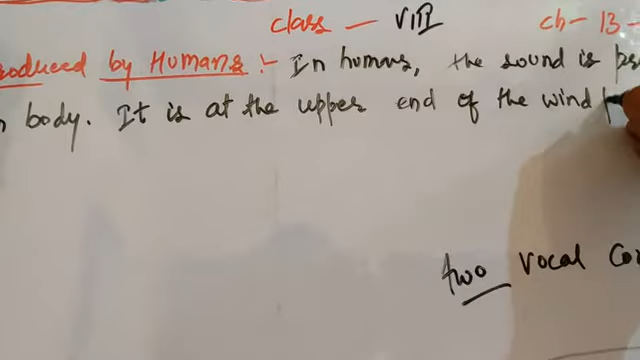 class — VIII ch - 13 -
produced by Humans :- In humans, the sound is
body. It is at the upper end of the wind
two vocal